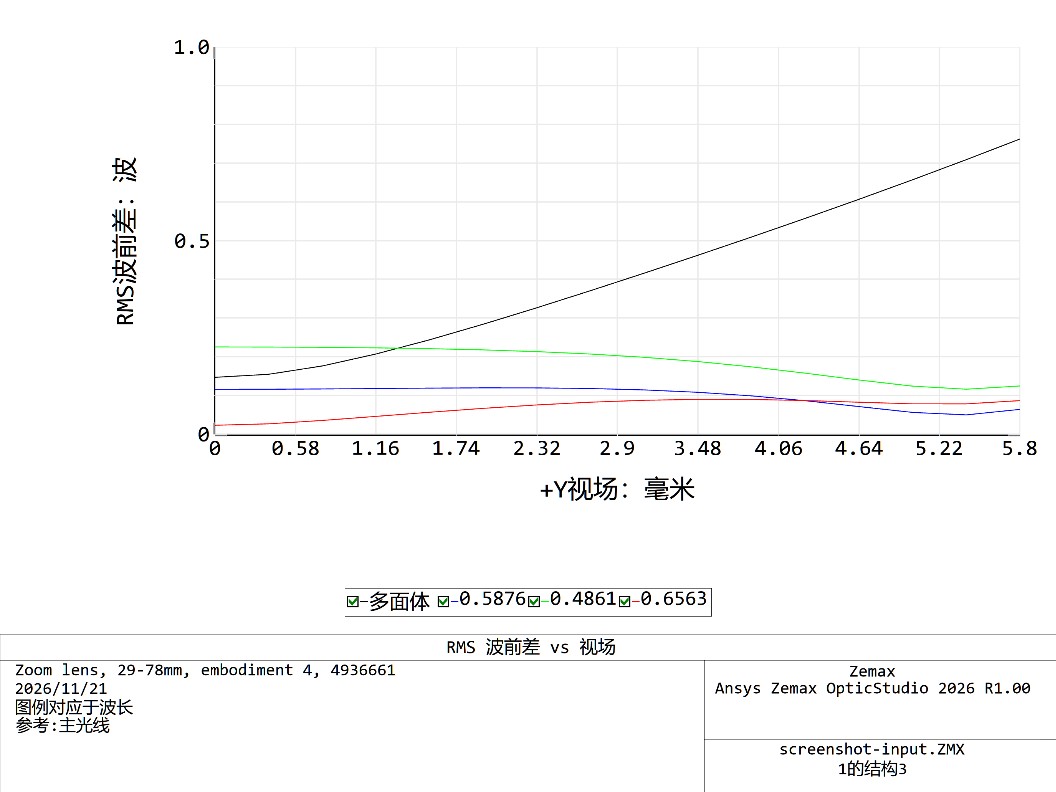 1.0
0.5
0
RMS波前差: 波
0 0.58 1.16 1.74 2.32 2.9 3.48 4.06 4.64 5.22 5.8
+Y视场: 毫米
多面体 0.5876 0.4861 0.6563
RMS 波前差 vs 视场
Zoom lens, 29-78mm, embodiment 4, 4936661
2026/11/21
图例对应于波长
参考:主光线
Zemax
Ansys Zemax OpticStudio 2026 R1.00
screenshot-input.ZMX
1的结构3